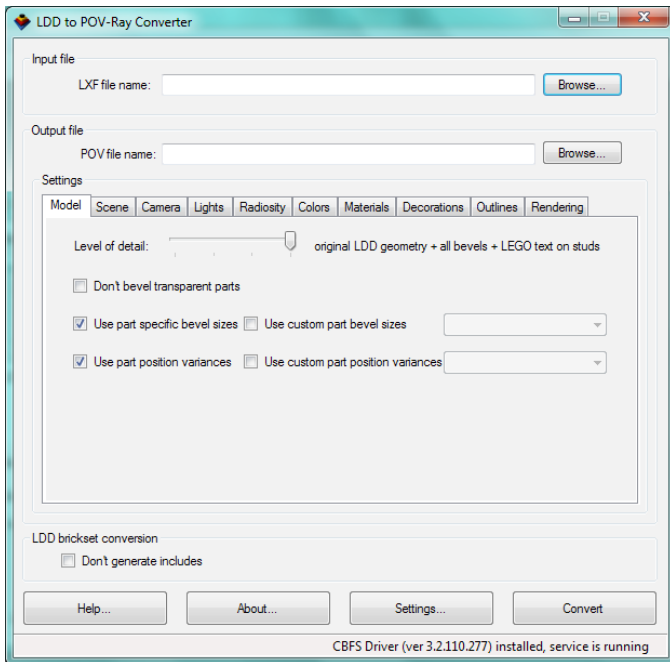 LDD to POV-Ray Converter
Input file
LXF file name: Browse...
Output file
POV file name: Browse...
Settings
Model Scene Camera Lights Radiosity Colors Materials Decorations Outlines Rendering
Level of detail: original LDD geometry + all bevels + LEGO text on studs
Don't bevel transparent parts
Use part specific bevel sizes Use custom part bevel sizes
Use part position variances Use custom part position variances
LDD brickset conversion
Don't generate includes
Help... About... Settings... Convert
CBFS Driver (ver 3.2.110.277) installed, service is running